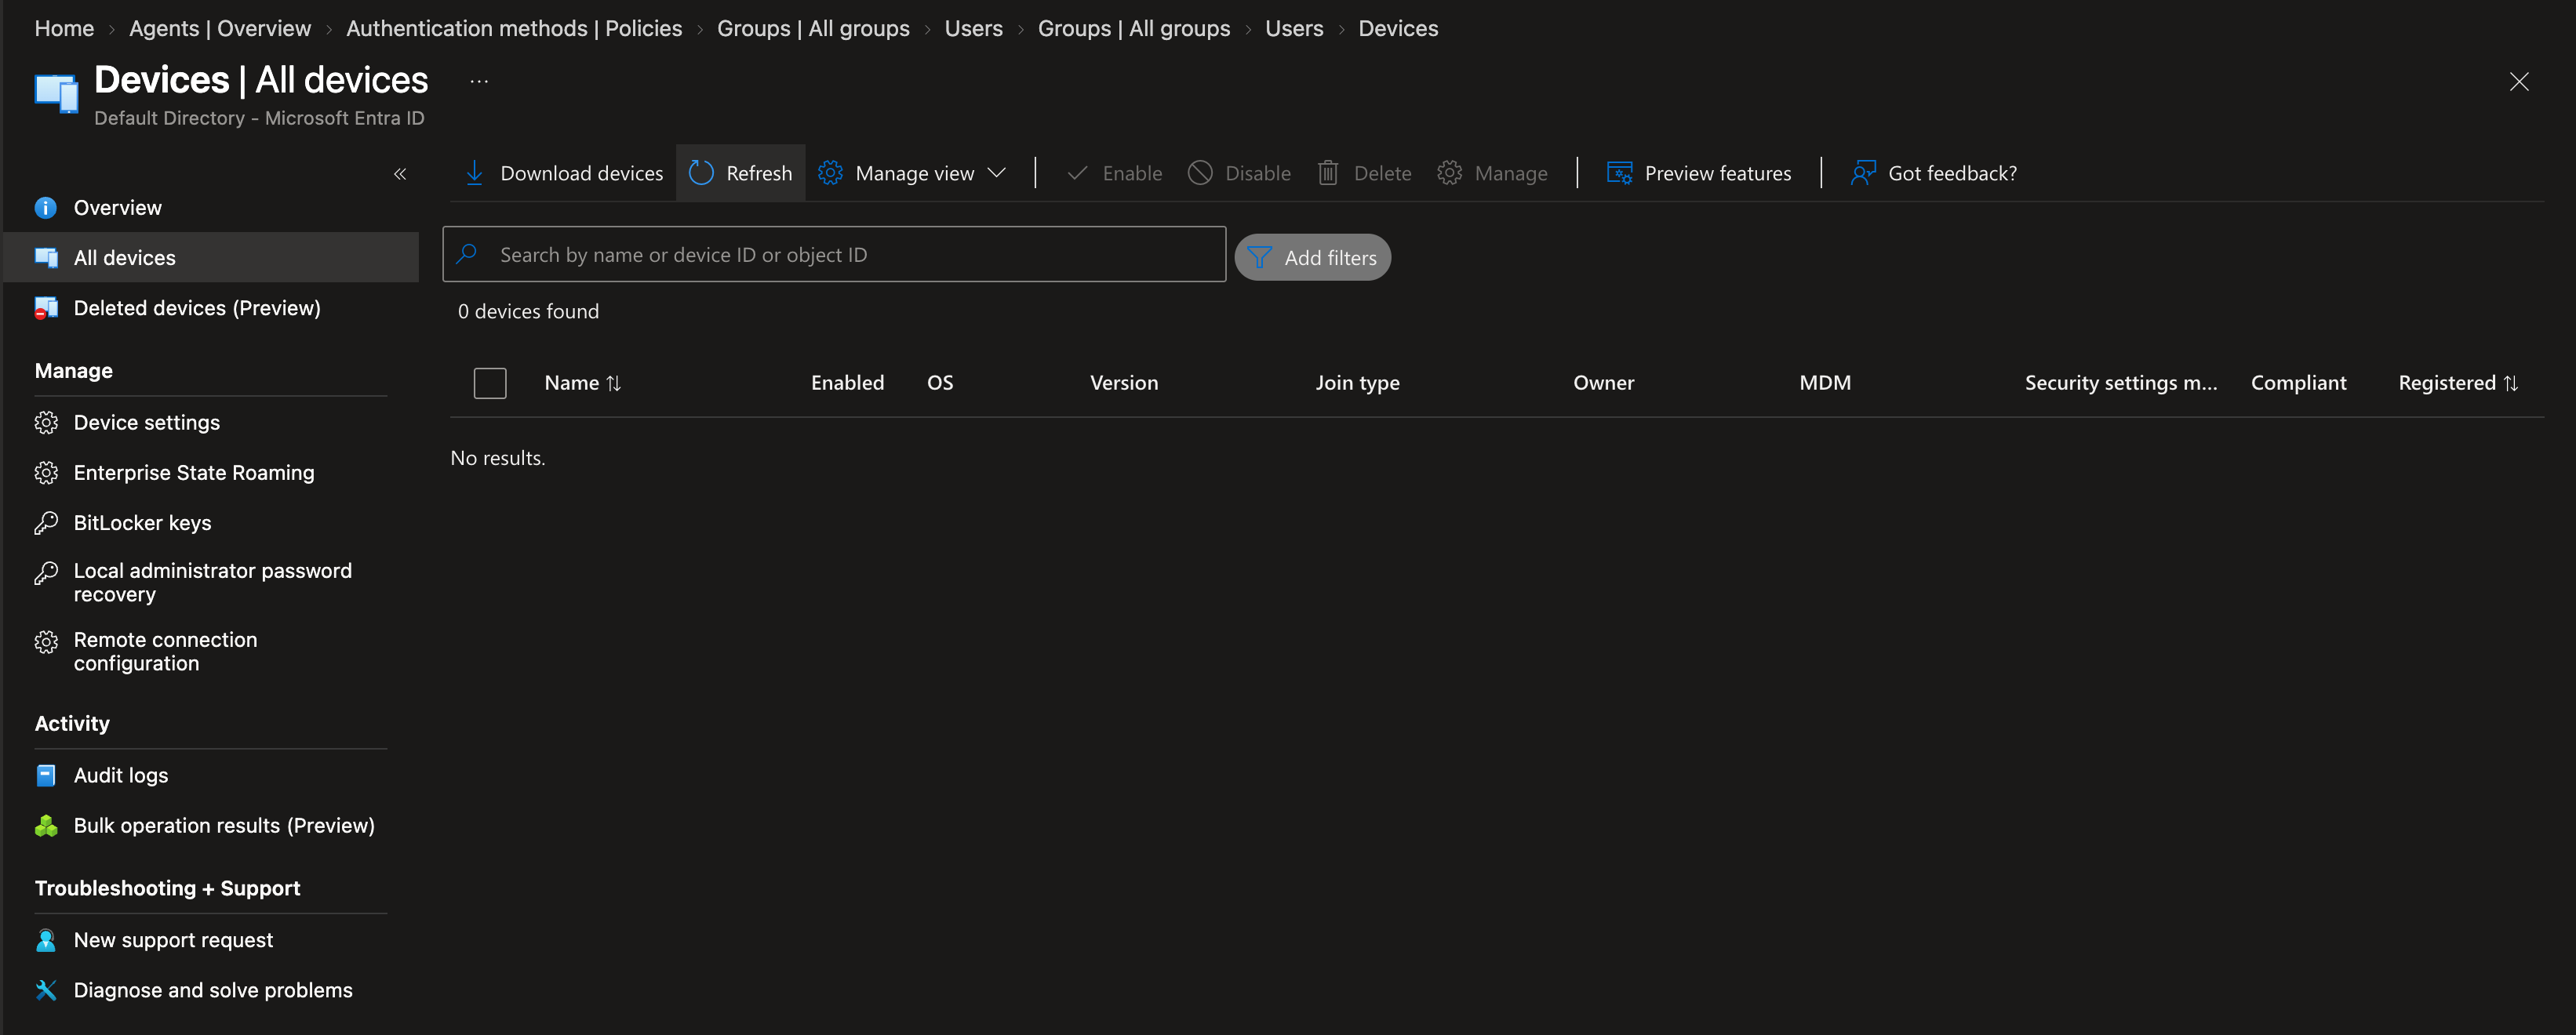 Home > Agents | Overview > Authentication methods | Policies > Groups | All groups > Users > Groups | All groups > Users > Devices
Devices | All devices ...
Default Directory - Microsoft Entra ID
«
Overview
All devices
Deleted devices (Preview)
Manage
Device settings
Enterprise State Roaming
BitLocker keys
Local administrator password
recovery
Remote connection
configuration
Activity
Audit logs
Bulk operation results (Preview)
Troubleshooting + Support
New support request
Diagnose and solve problems
Download devices Refresh Manage view Enable Disable Delete Manage Preview features Got feedback?
Search by name or device ID or object ID Add filters
0 devices found
Name ↑↓ Enabled OS Version Join type Owner MDM Security settings m... Compliant Registered ↑↓
No results.